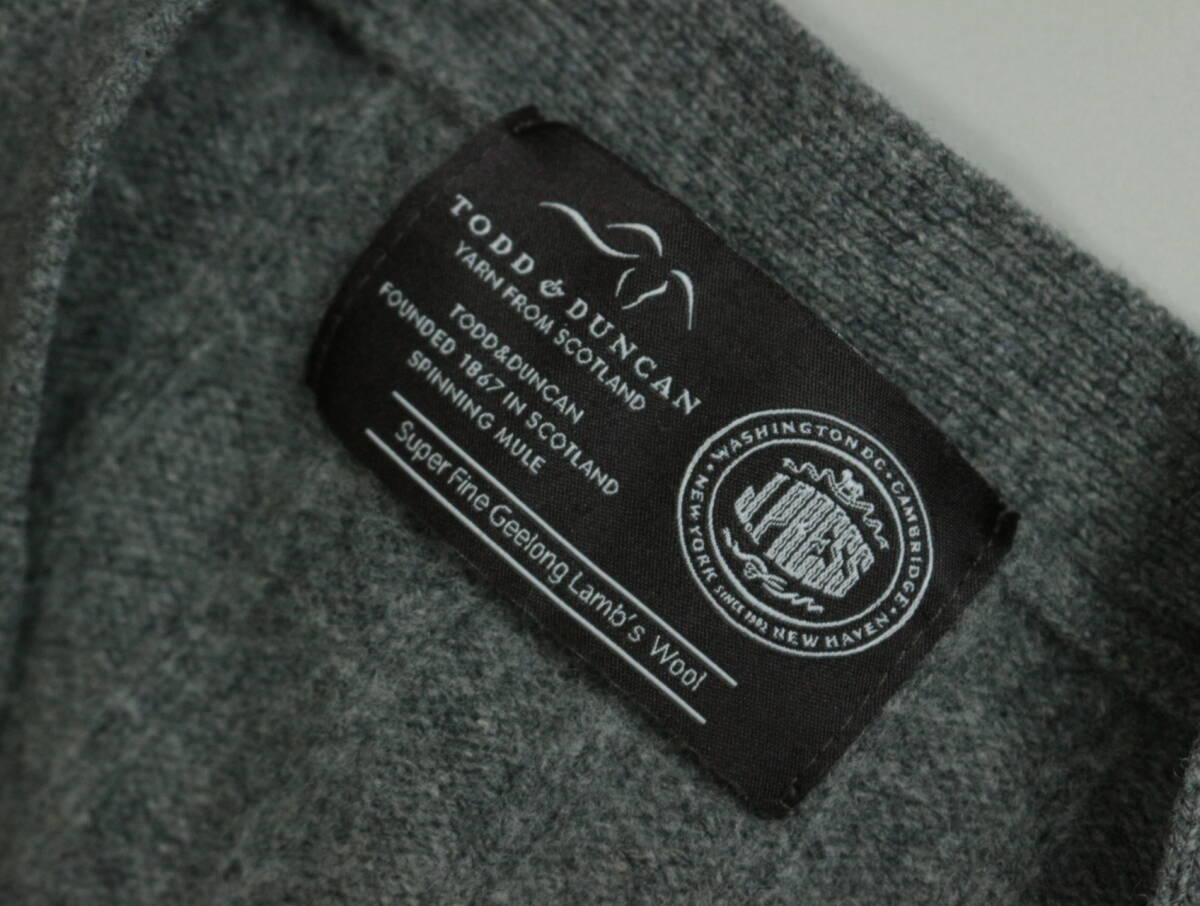 TODD & DUNCAN
YARN FROM SCOTLAND
TODD&DUNCAN
FOUNDED 1867 IN SCOTLAND
SPINNING MULE
Super Fine Geelong Lamb's Wool
WASHINGTON DC • CAMBRIDGE • NEW HAVEN SINCE 1902 NEW YORK •
J.PRESS